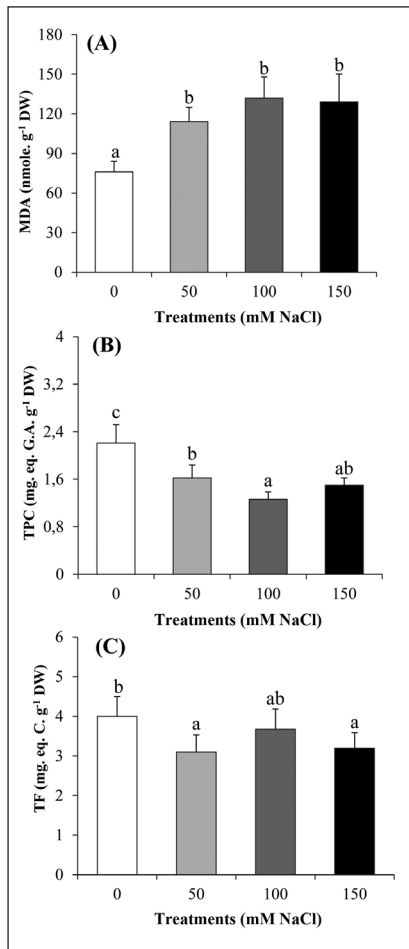 (A)
MDA (nmole. g⁻¹ DW)
180
150
120
90
60
30
0
a
b
b
b
0 50 100 150
Treatments (mM NaCl)
(B)
TPC (mg. eq. G.A. g⁻¹ DW)
4
3,2
2,4
1,6
0,8
0
c
b
a
ab
0 50 100 150
Treatments (mM NaCl)
(C)
TF (mg. eq. C. g⁻¹ DW)
6
5
4
3
2
1
0
b
a
ab
a
0 50 100 150
Treatments (mM NaCl)